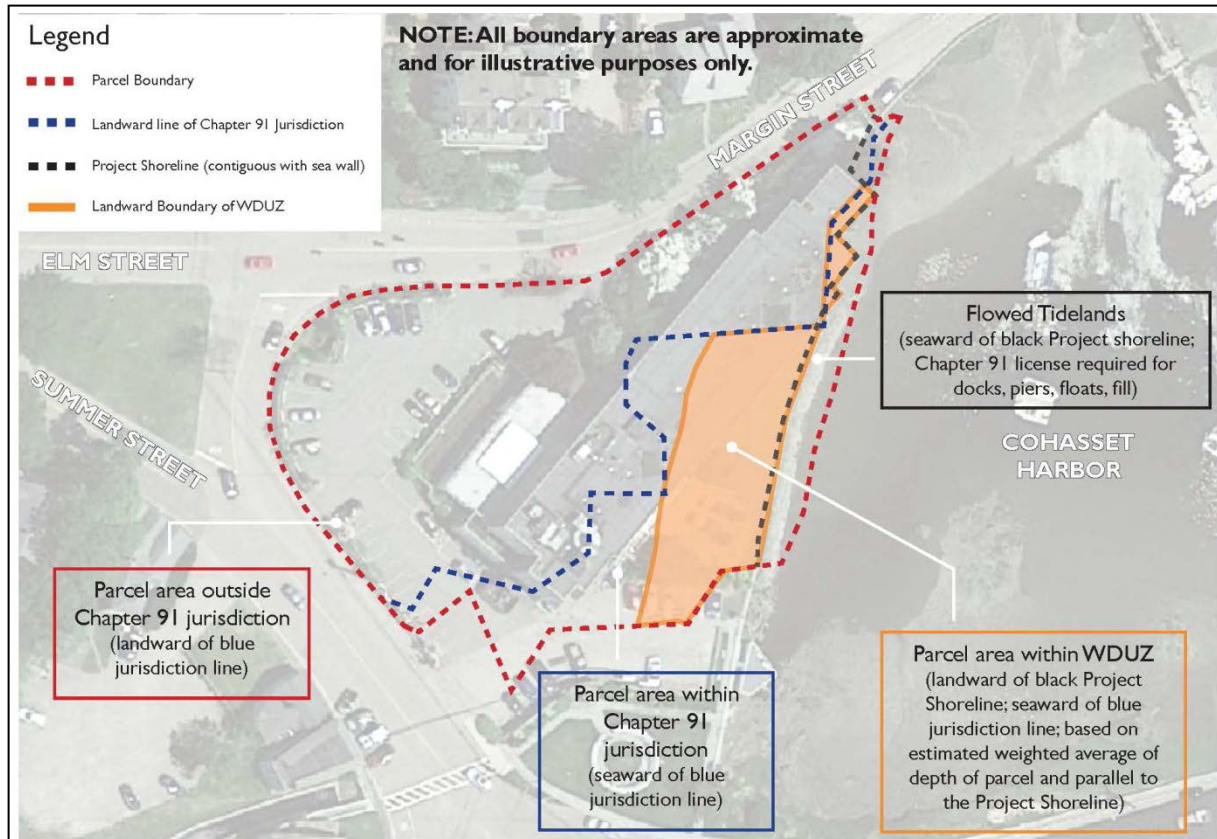 Legend
Parcel Boundary
Landward line of Chapter 91 Jurisdiction
Project Shoreline (contiguous with sea wall)
Landward Boundary of WDUZ
NOTE: All boundary areas are approximate
and for illustrative purposes only.
MARGIN STREET
ELM STREET
SUMMER STREET
Flowed Tidelands
(seaward of black Project shoreline;
Chapter 91 license required for
docks, piers, floats, fill)
COHASSET
HARBOR
Parcel area outside
Chapter 91 jurisdiction
(landward of blue
jurisdiction line)
Parcel area within
Chapter 91
jurisdiction
(seaward of blue
jurisdiction line)
Parcel area within WDUZ
(landward of black Project
Shoreline; seaward of blue
jurisdiction line; based on
estimated weighted average of
depth of parcel and parallel to
the Project Shoreline)